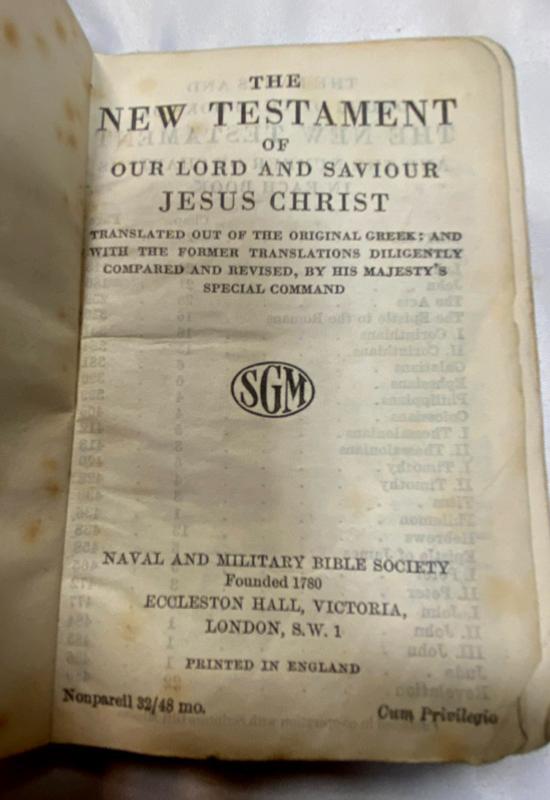 THE
NEW TESTAMENT
OF
OUR LORD AND SAVIOUR
JESUS CHRIST
TRANSLATED OUT OF THE ORIGINAL GREEK: AND
WITH THE FORMER TRANSLATIONS DILIGENTLY
COMPARED AND REVISED, BY HIS MAJESTY'S
SPECIAL COMMAND
SGM
NAVAL AND MILITARY BIBLE SOCIETY
Founded 1780
ECCLESTON HALL, VICTORIA,
LONDON, S.W. 1
PRINTED IN ENGLAND
Nonpareil 32/48 mo.
Cum Privilegio